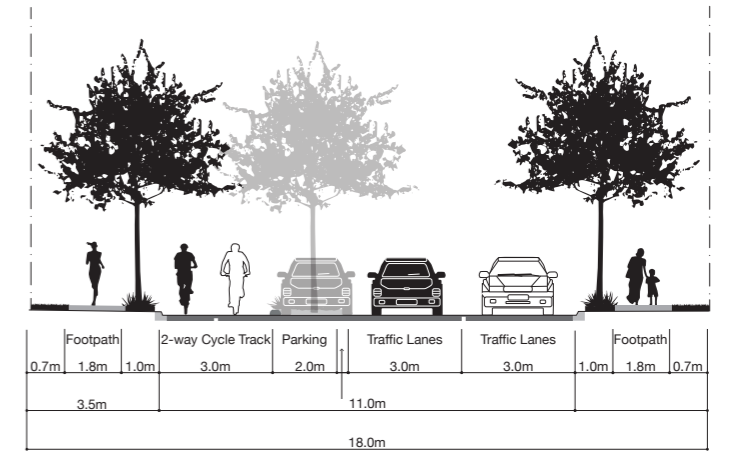 Footpath 2-way Cycle Track Parking Traffic Lanes Traffic Lanes Footpath
0.7m 1.8m 1.0m 3.0m 2.0m 3.0m 3.0m 1.0m 1.8m 0.7m
3.5m 11.0m
18.0m